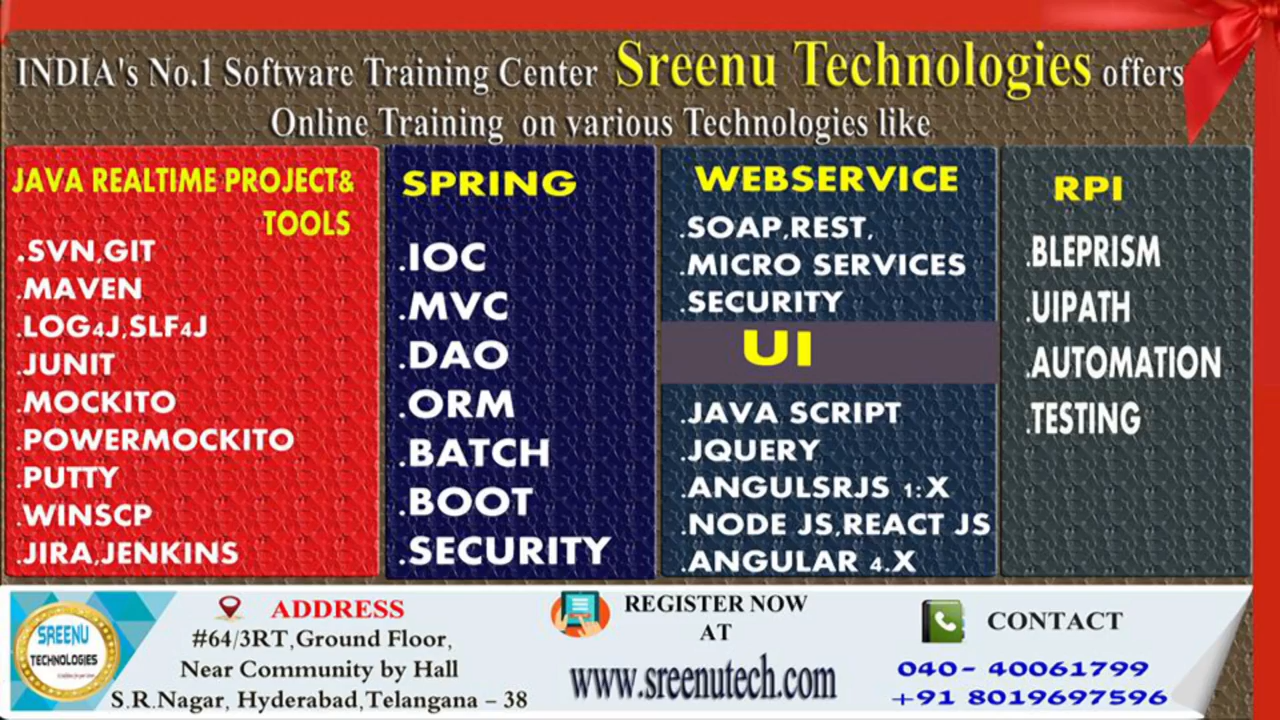 INDIA's No.1 Software Training Center Sreenu Technologies offers
Online Training on various Technologies like
JAVA REALTIME PROJECT&
TOOLS
.SVN,GIT
.MAVEN
.LOG4J,SLF4J
.JUNIT
.MOCKITO
.POWERMOCKITO
.PUTTY
.WINSCP
.JIRA,JENKINS
SPRING
.IOC
.MVC
.DAO
.ORM
.BATCH
.BOOT
.SECURITY
WEBSERVICE
.SOAP,REST,
.MICRO SERVICES
.SECURITY
UI
.JAVA SCRIPT
.JQUERY
.ANGULSRJS 1:X
.NODE JS,REACT JS
.ANGULAR 4.X
RPI
.BLEPRISM
.UIPATH
.AUTOMATION
.TESTING
SREENU
TECHNOLOGIES
ADDRESS
#64/3RT,Ground Floor,
Near Community by Hall
S.R.Nagar, Hyderabad,Telangana – 38
REGISTER NOW
AT
www.sreenutech.com
CONTACT
040- 40061799
+91 8019697596